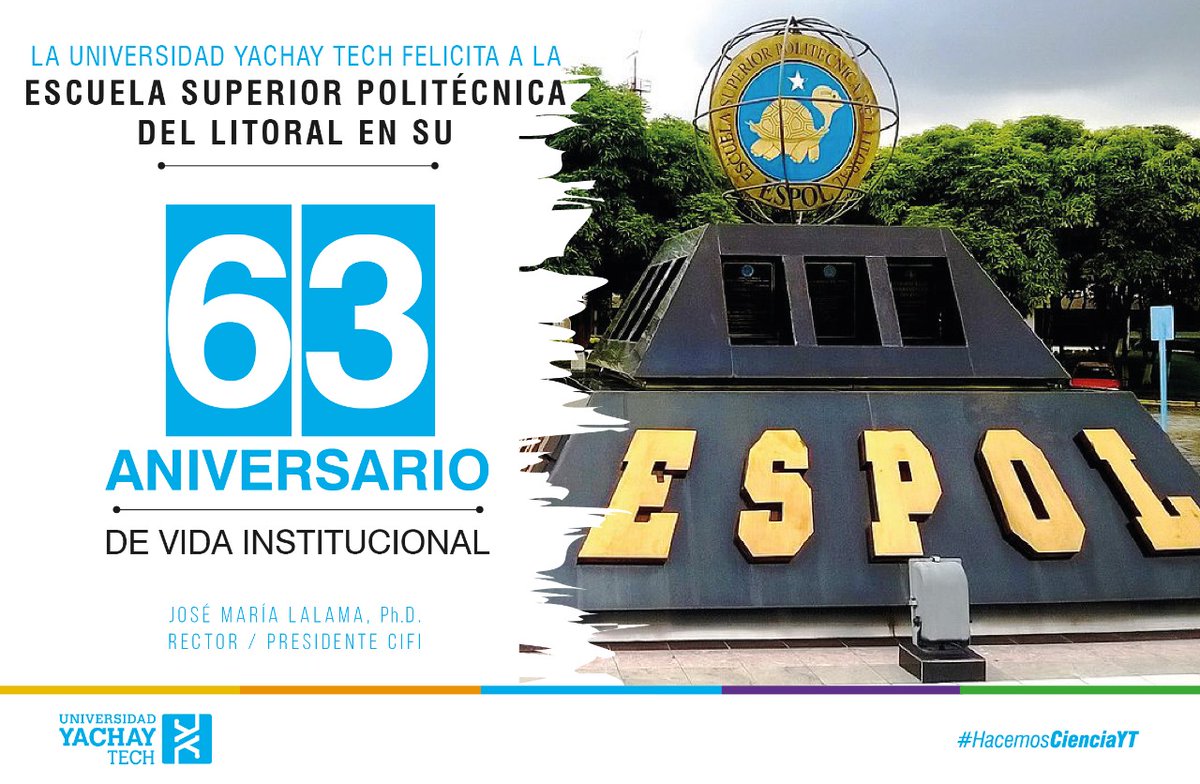 LA UNIVERSIDAD YACHAY TECH FELICITA A LA
ESCUELA SUPERIOR POLITÉCNICA
DEL LITORAL EN SU
63
ANIVERSARIO
DE VIDA INSTITUCIONAL
JOSÉ MARÍA LALAMA, Ph.D.
RECTOR / PRESIDENTE CIFI
ESCUELA SUPERIOR POLITECNICA DEL LITORAL
ESPOL
ESPOL
UNIVERSIDAD
YACHAY
TECH
#HacemosCienciaYT